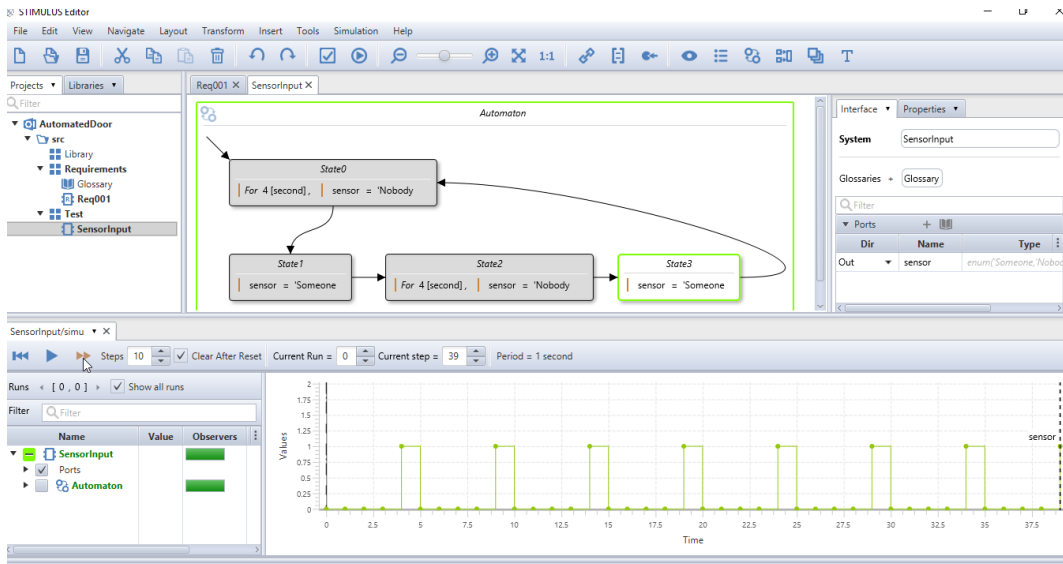 STIMULUS Editor
File Edit View Navigate Layout Transform Insert Tools Simulation Help
1:1 T
Projects Libraries
Filter
AutomatedDoor
src
Library
Requirements
Glossary
Req001
Test
SensorInput
Req001 SensorInput
Automaton
State0
For 4 [second], sensor = 'Nobody
State1
sensor = 'Someone
State2
For 4 [second], sensor = 'Nobody
State3
sensor = 'Someone
Interface Properties
System SensorInput
Glossaries + Glossary
Filter
Ports +
Dir Name Type
Out sensor enum('Someone,'Nobod
SensorInput/simu
Steps 10 Clear After Reset Current Run = 0 Current step = 39 Period = 1 second
Runs [ 0 , 0 ] Show all runs
Filter Filter
Name Value Observers
SensorInput
Ports
Automaton
Values
2
1.75
1.5
1.25
1
0.75
0.5
0.25
0
sensor
0 2.5 5 7.5 10 12.5 15 17.5 20 22.5 25 27.5 30 32.5 35 37.5
Time